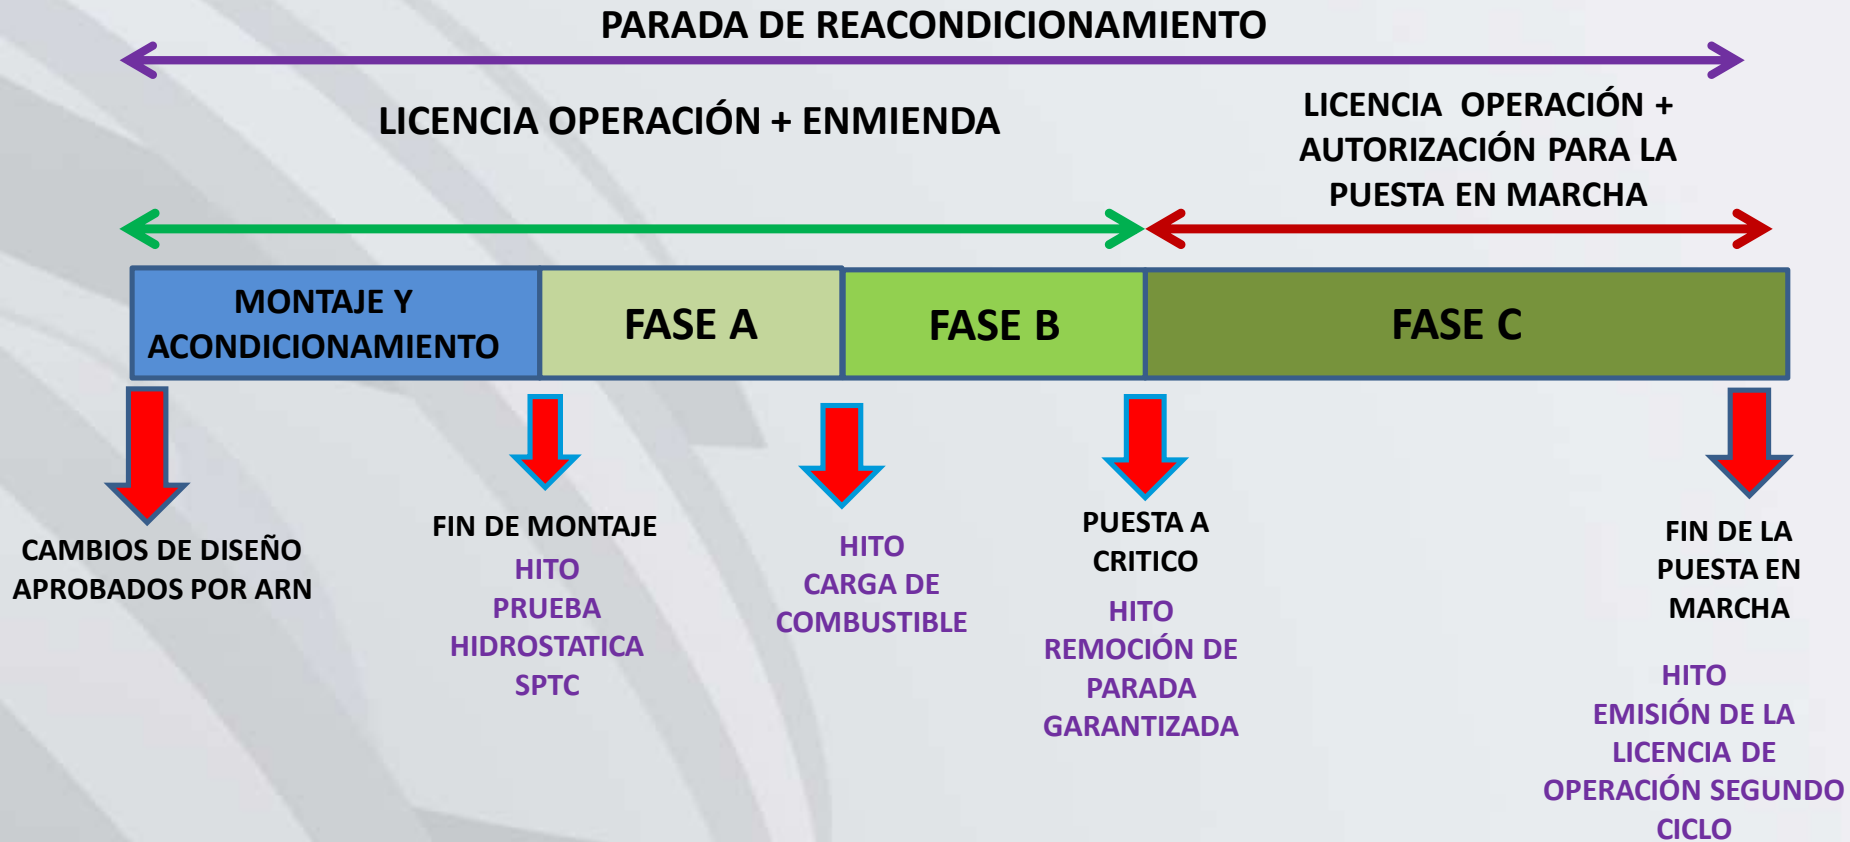 PARADA DE REACONDICIONAMIENTO
LICENCIA OPERACIÓN + ENMIENDA
LICENCIA OPERACIÓN +
AUTORIZACIÓN PARA LA
PUESTA EN MARCHA
MONTAJE Y
ACONDICIONAMIENTO
FASE A
FASE B
FASE C
CAMBIOS DE DISEÑO
APROBADOS POR ARN
FIN DE MONTAJE
HITO
PRUEBA
HIDROSTATICA
SPTC
HITO
CARGA DE
COMBUSTIBLE
PUESTA A
CRITICO
HITO
REMOCIÓN DE
PARADA
GARANTIZADA
FIN DE LA
PUESTA EN
MARCHA
HITO
EMISIÓN DE LA
LICENCIA DE
OPERACIÓN SEGUNDO
CICLO